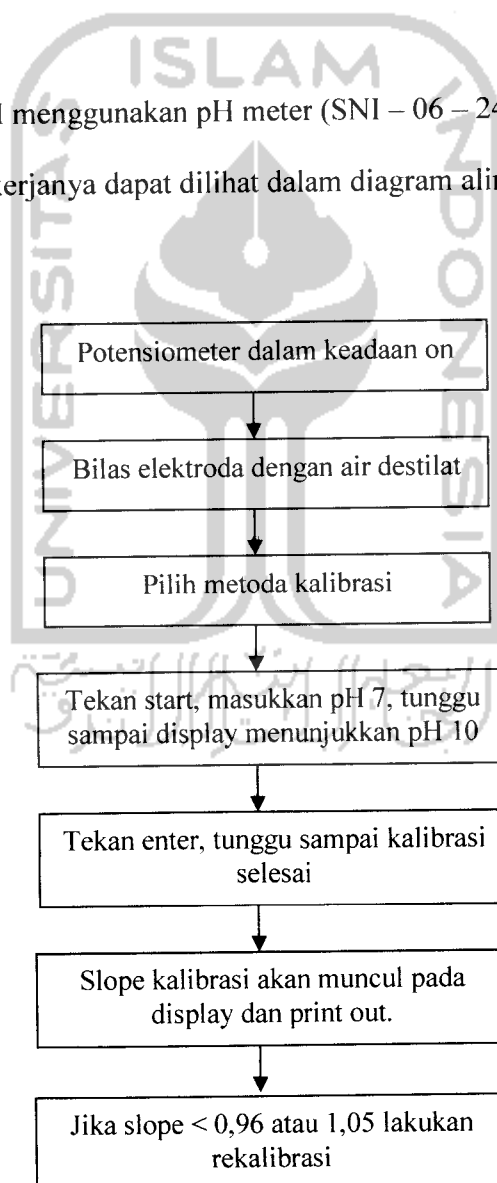 ISLAM
UNIVERSITAS
INDONESIA
menggunakan pH meter (SNI – 06 – 24
kerjanya dapat dilihat dalam diagram alir
Potensiometer dalam keadaan on
Bilas elektroda dengan air destilat
Pilih metoda kalibrasi
Tekan start, masukkan pH 7, tunggu
sampai display menunjukkan pH 10
Tekan enter, tunggu sampai kalibrasi
selesai
Slope kalibrasi akan muncul pada
display dan print out.
Jika slope < 0,96 atau 1,05 lakukan
rekalibrasi